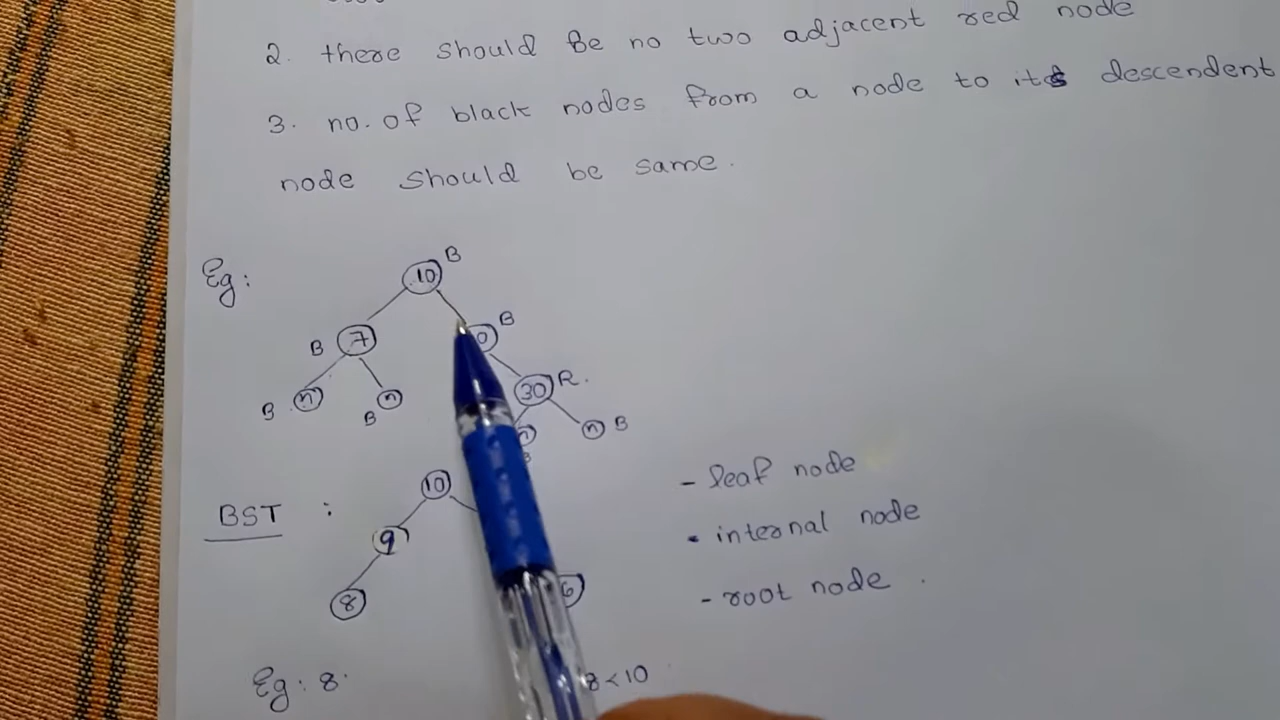 2. there should be no two adjacent red node
3. no. of black nodes from a node to its descendent
node should be same.
Eg:
10 B
B 7
B
30 R.
B n
n B
n
n B
BST :
10
9
8
- leaf node
- internal node
- root node .
Eg: 8.
8<10